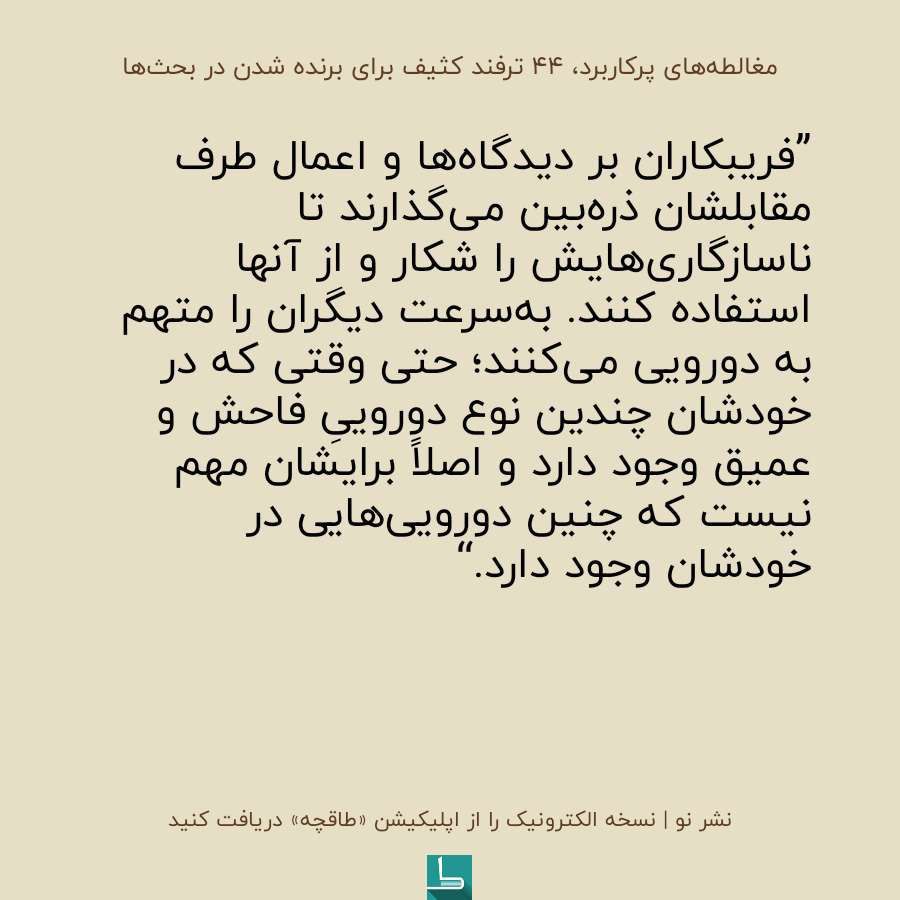 مغالطه‌های پرکاربرد، ۴۴ ترفند کثیف برای برنده شدن در بحث‌ها
”فریبکاران بر دیدگاه‌ها و اعمال طرف
مقابلشان ذره‌بین می‌گذارند تا
ناسازگاری‌هایش را شکار و از آنها
استفاده کنند. به‌سرعت دیگران را متهم
به دورویی می‌کنند؛ حتی وقتی که در
خودشان چندین نوع دوروییِ فاحش و
عمیق وجود دارد و اصلاً برایشان مهم
نیست که چنین دورویی‌هایی در
خودشان وجود دارد.“
نشر نو | نسخه الکترونیک را از اپلیکیشن «طاقچه» دریافت کنید